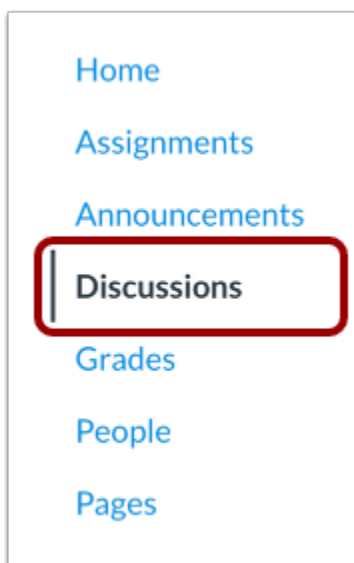 Home
Assignments
Announcements
Discussions
Grades
People
Pages